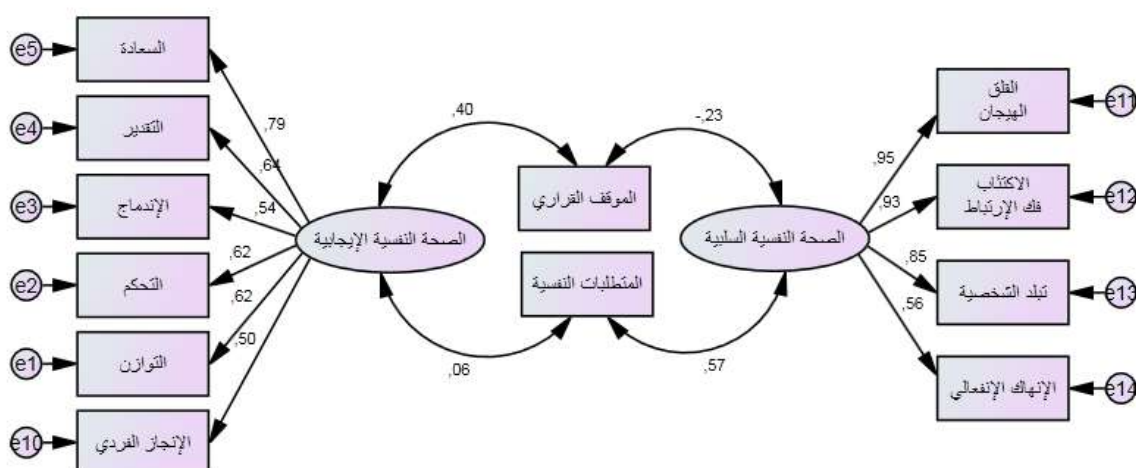 السعادة
e5
التقدير
e4
الإندماج
e3
التحكم
e2
التوازن
e1
الإنجاز الفردي
e10
,79
,64
,54
,62
,62
,50
الصحة النفسية الإيجابية
,40
,06
الموقف القراري
المتطلبات النفسية
-,23
,57
الصحة النفسية السلبية
,95
,93
,85
,56
القلق
الهيجان
e11
الاكتئاب
فك الإرتباط
e12
تبلد الشخصية
e13
الإنهاك الإنفعالي
e14